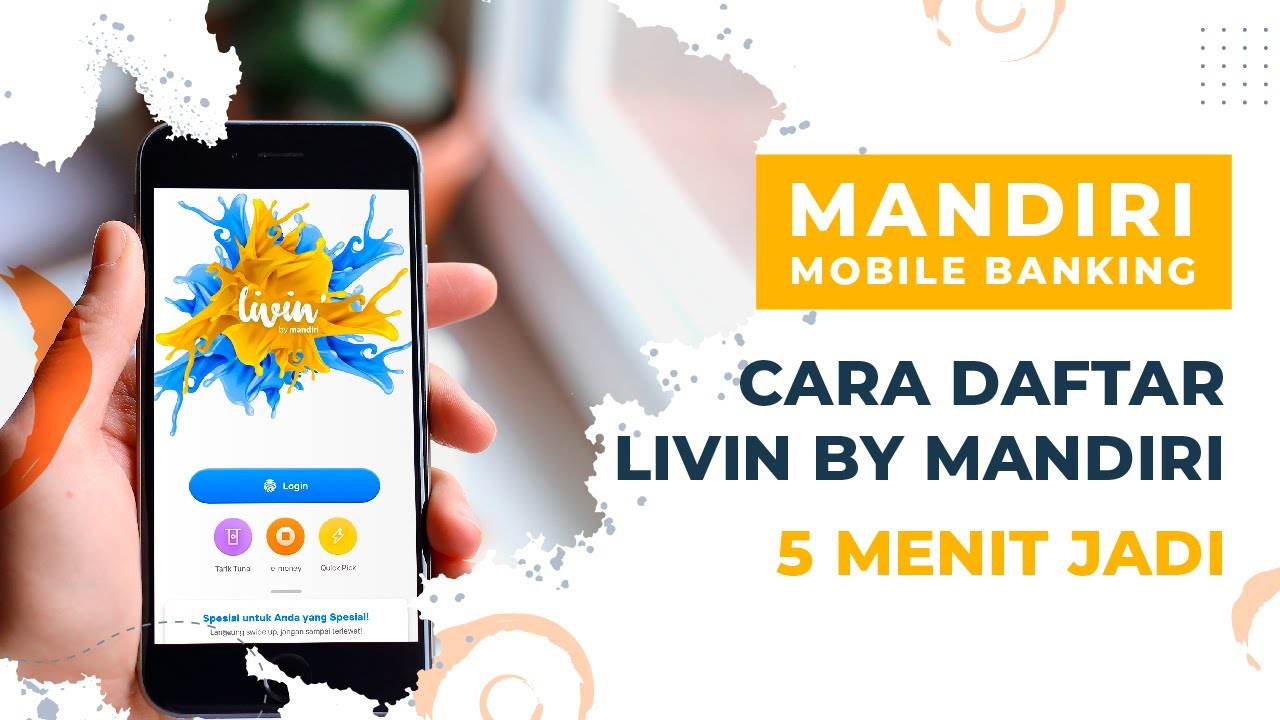 livin'
by mandiri
Login
Tarik Tunai
e-money
Quick Pick
Spesial untuk Anda yang Spesial!
Langsung swipe up, jangan sampai terlewat!
MANDIRI
MOBILE BANKING
CARA DAFTAR
LIVIN BY MANDIRI
5 MENIT JADI